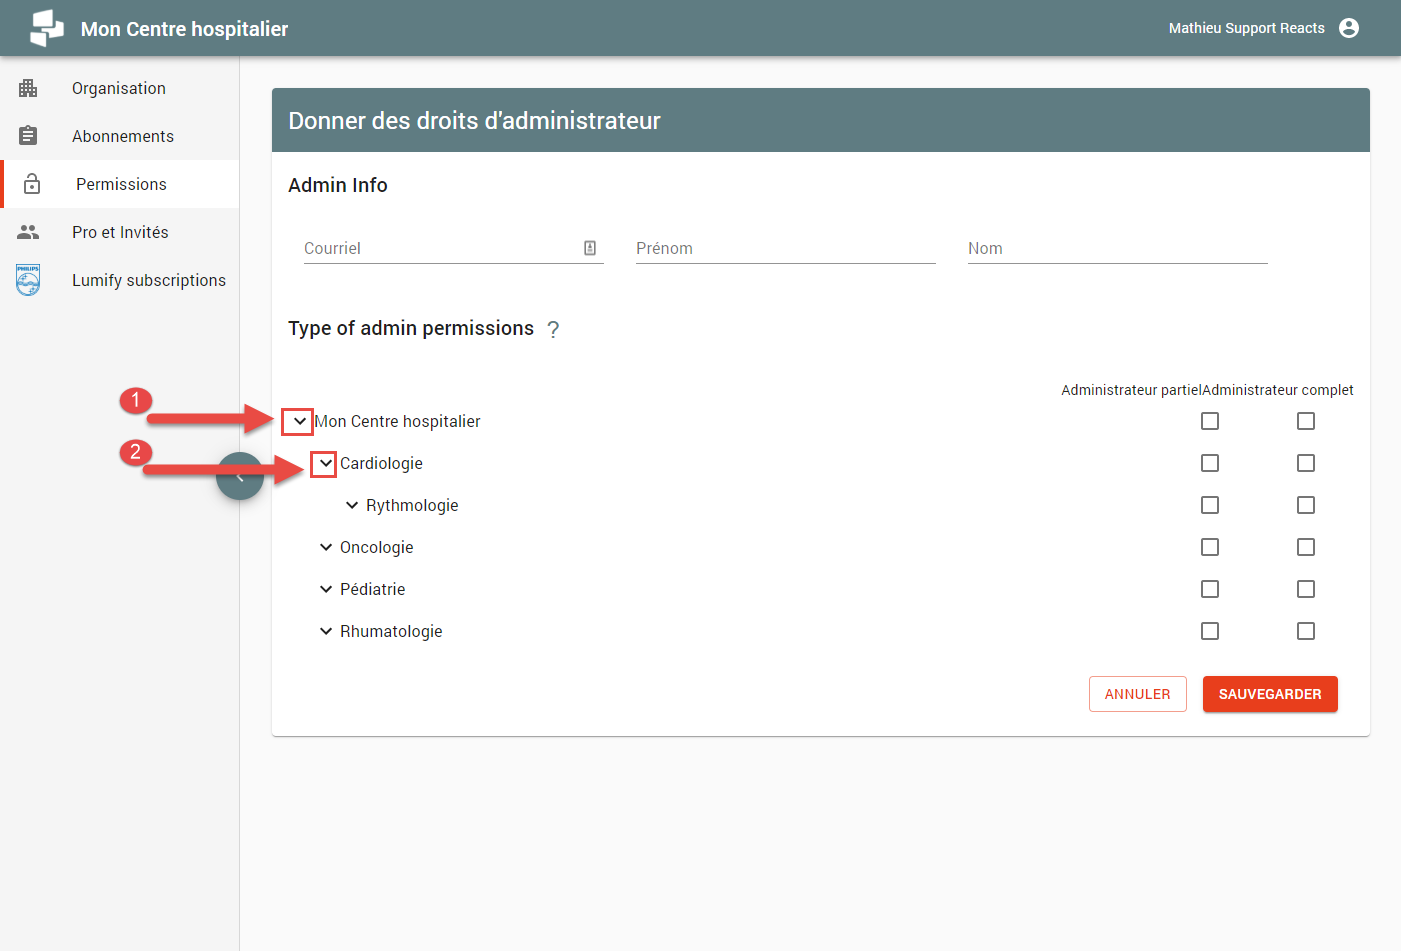 Mon Centre hospitalier
Mathieu Support Reacts
Organisation
Abonnements
Permissions
Pro et Invités
PHILIPS
Lumify subscriptions
Donner des droits d'administrateur
Admin Info
Courriel
Prénom
Nom
Type of admin permissions ?
Administrateur partiel Administrateur complet
1
Mon Centre hospitalier
2
Cardiologie
Rythmologie
Oncologie
Pédiatrie
Rhumatologie
ANNULER
SAUVEGARDER